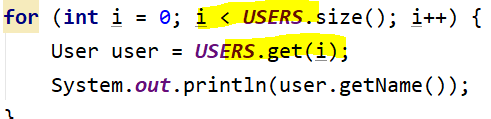 for (int i = 0; i < USERS.size(); i++) {
User user = USERS.get(i);
System.out.println(user.getName());
}